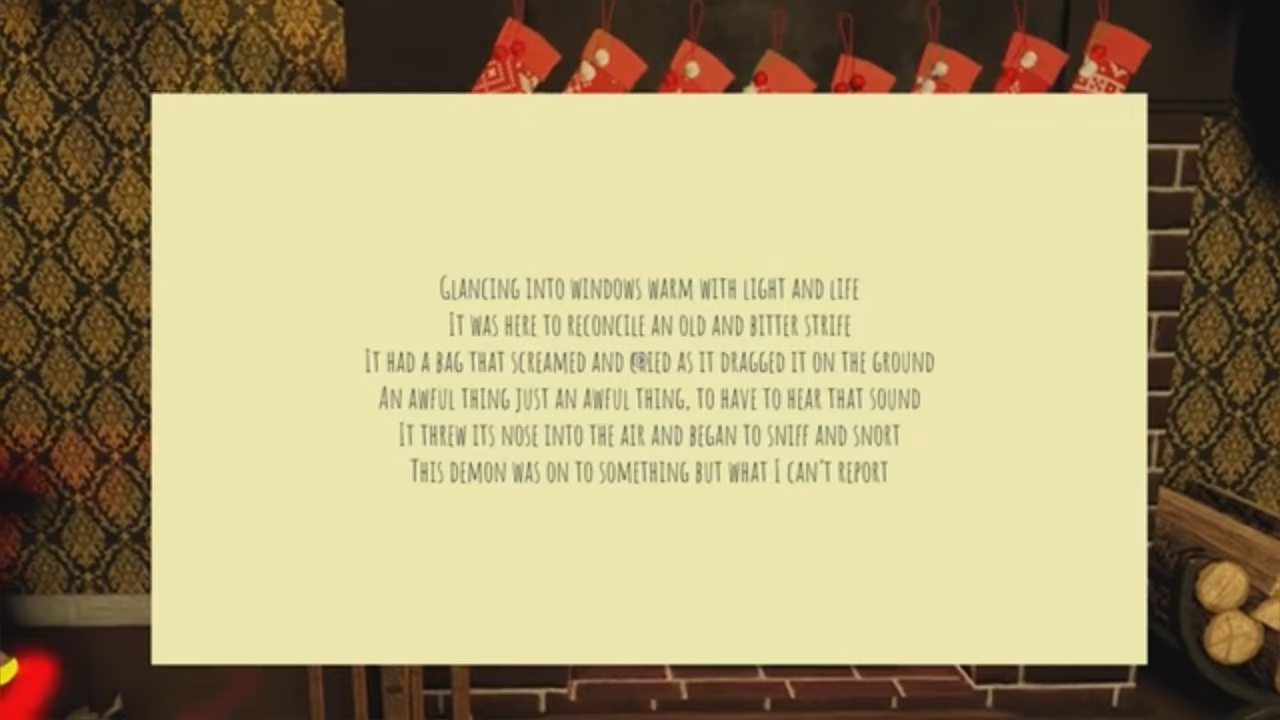 Glancing into windows warm with light and life
It was here to reconcile an old and bitter strife
It had a bag that screamed and cried as it dragged it on the ground
An awful thing just an awful thing, to have to hear that sound
It threw its nose into the air and began to sniff and snort
This demon was on to something but what I can't report